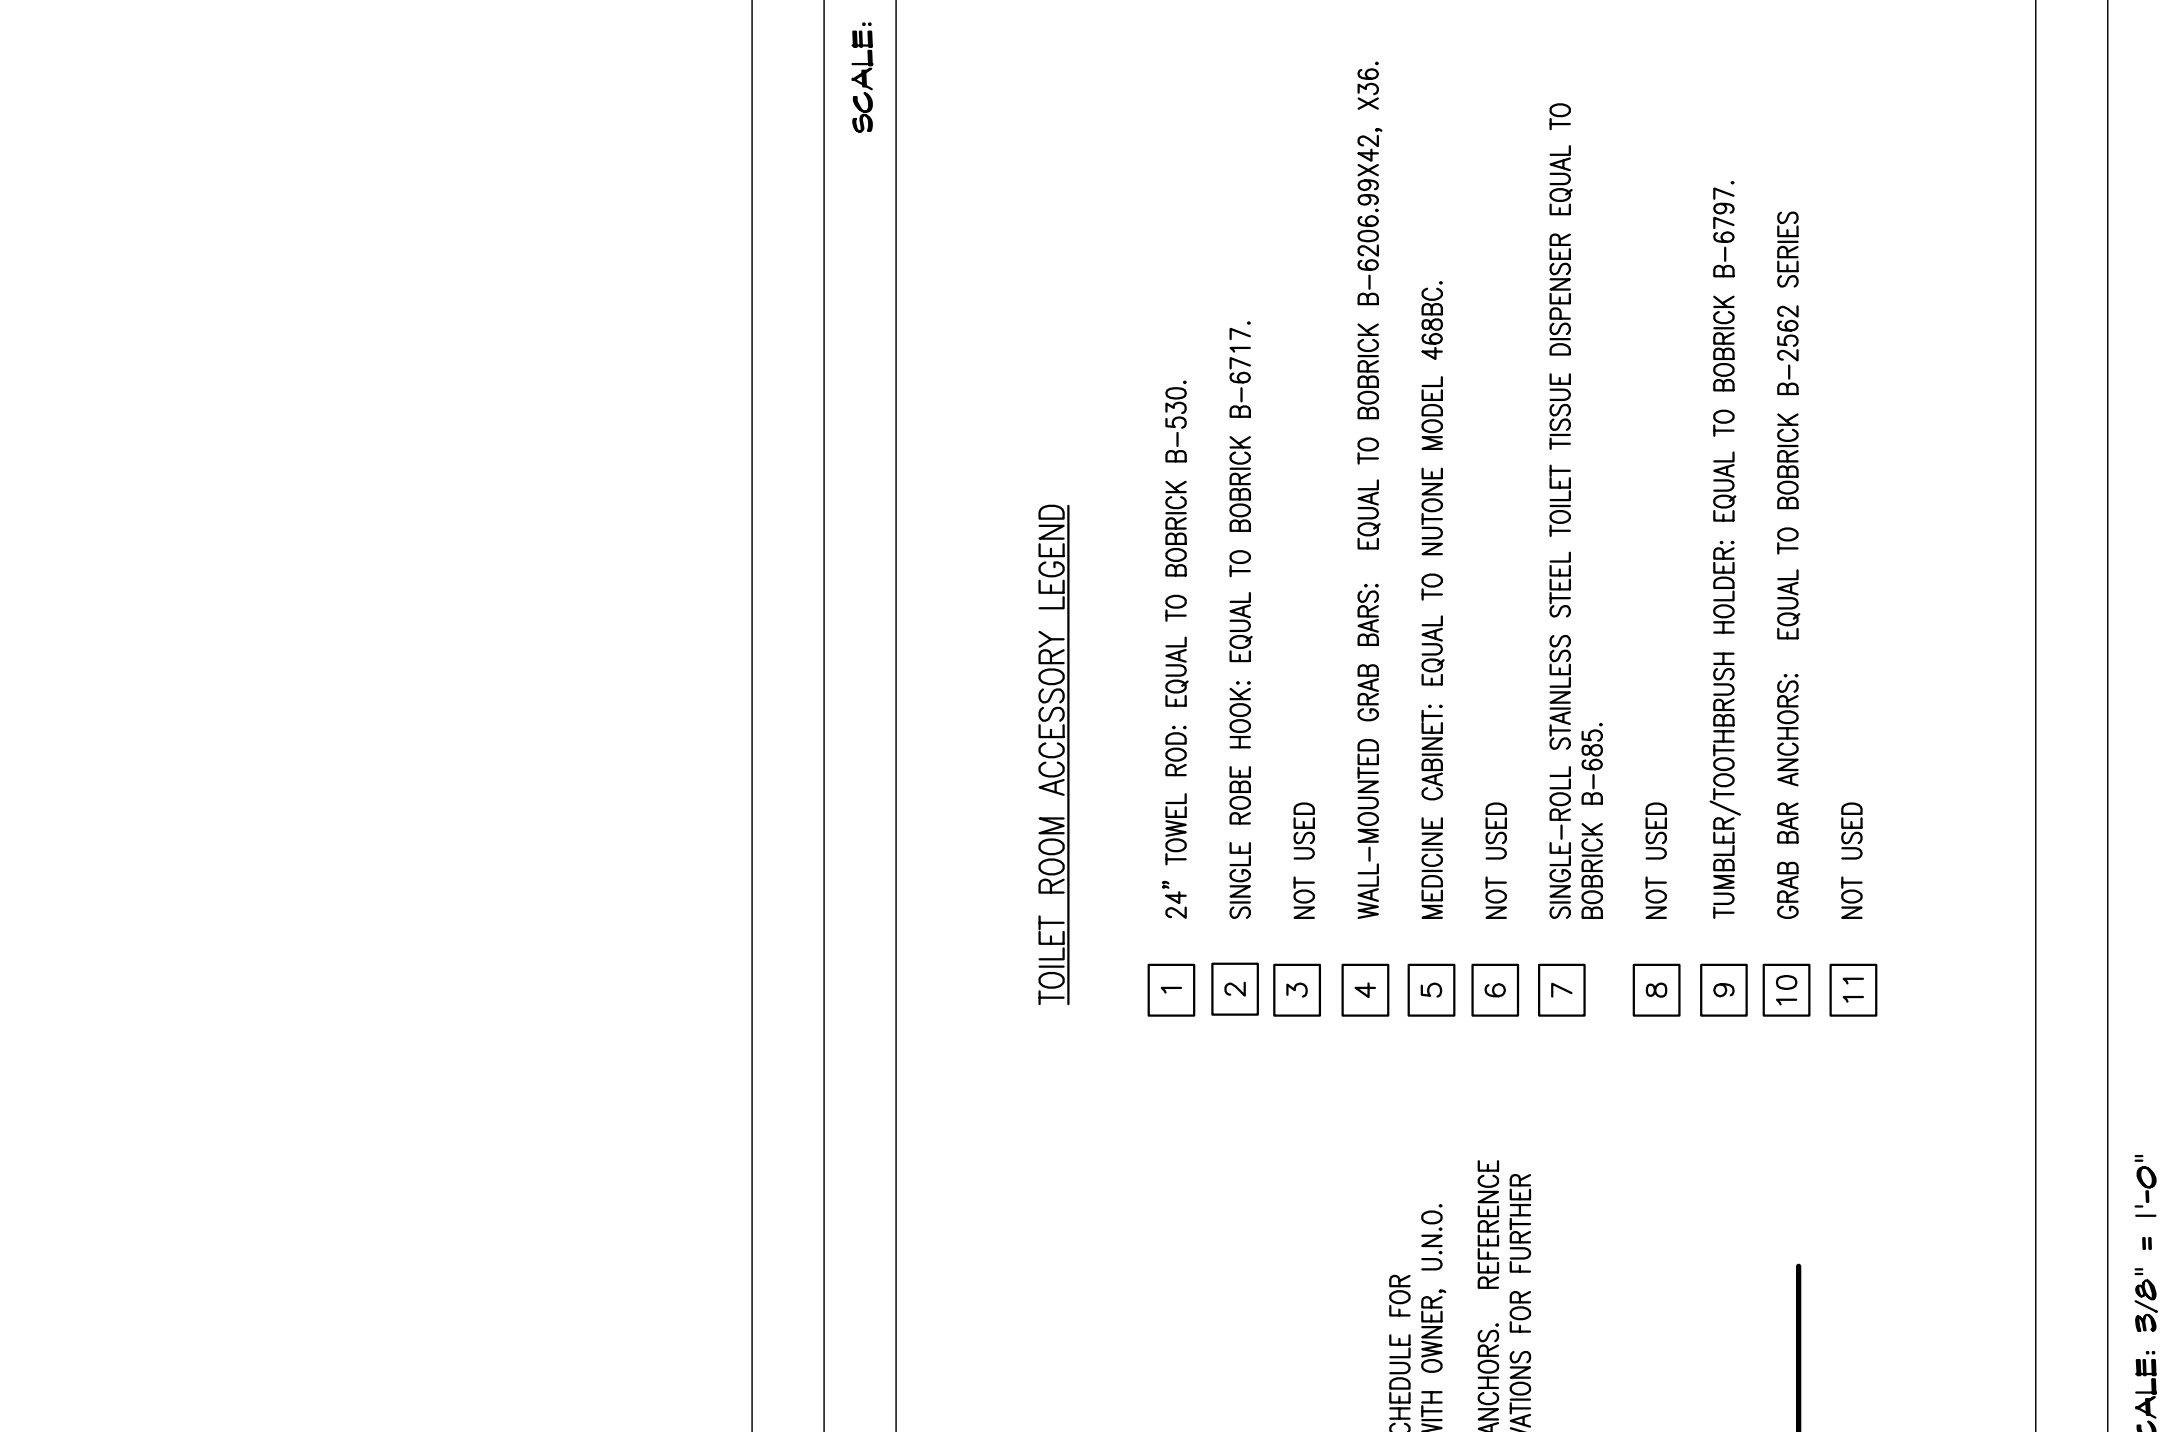 SCALE:
TOILET ROOM ACCESSORY LEGEND
1 24" TOWEL ROD: EQUAL TO BOBRICK B-530.
2 SINGLE ROBE HOOK: EQUAL TO BOBRICK B-6717.
3 NOT USED
4 WALL-MOUNTED GRAB BARS: EQUAL TO BOBRICK B-6206.99X42, X36.
5 MEDICINE CABINET: EQUAL TO NUTONE MODEL 468BC.
6 NOT USED
7 SINGLE-ROLL STAINLESS STEEL TOILET TISSUE DISPENSER EQUAL TO
BOBRICK B-685.
8 NOT USED
9 TUMBLER/TOOTHBRUSH HOLDER: EQUAL TO BOBRICK B-6797.
10 GRAB BAR ANCHORS: EQUAL TO BOBRICK B-2562 SERIES
11 NOT USED
CHEDULE FOR
WITH OWNER, U.N.O.
ANCHORS. REFERENCE
VATIONS FOR FURTHER
CALE: 3/8" = 1'-0"